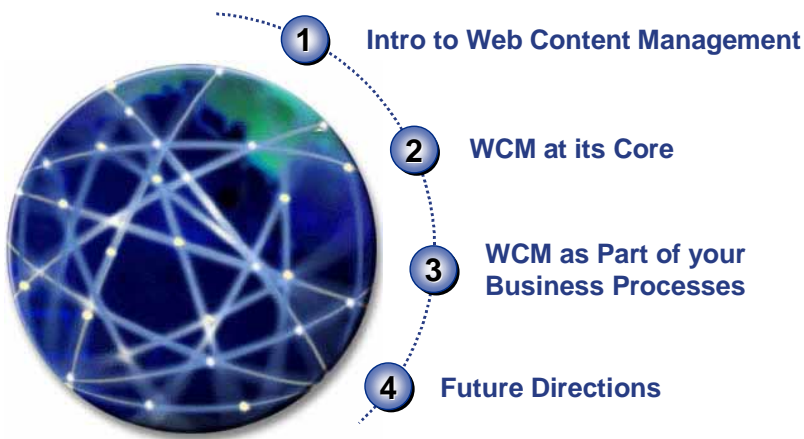 1 Intro to Web Content Management
2 WCM at its Core
3 WCM as Part of your
Business Processes
4 Future Directions